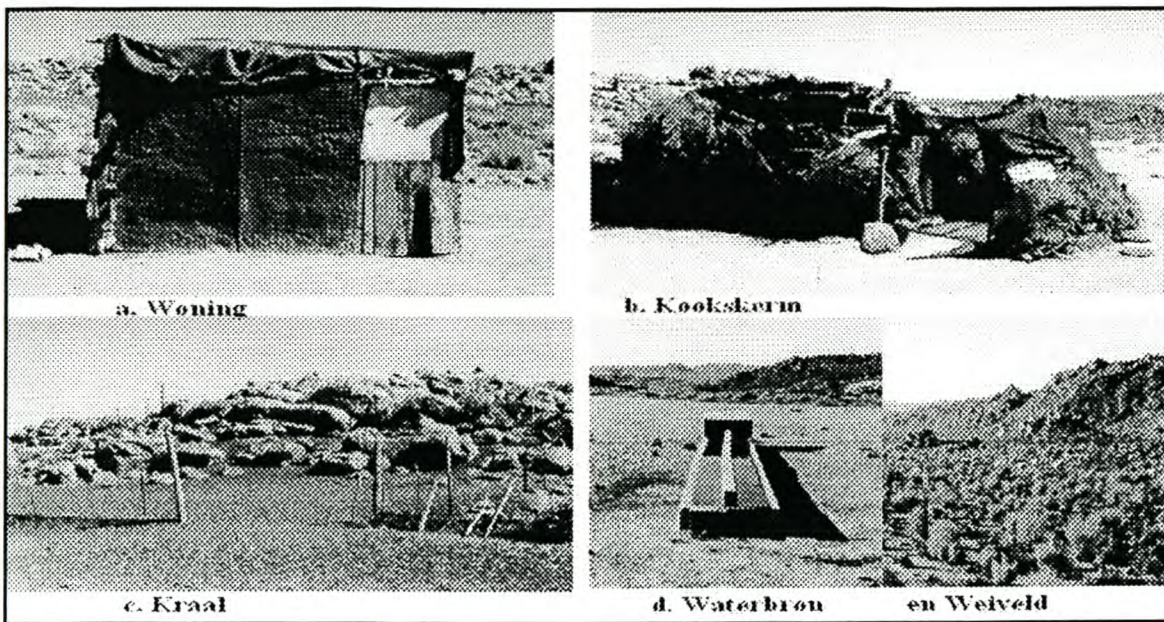 a. Woning
b. Kookskerm
c. Kraal
d. Waterbron en Weiveld